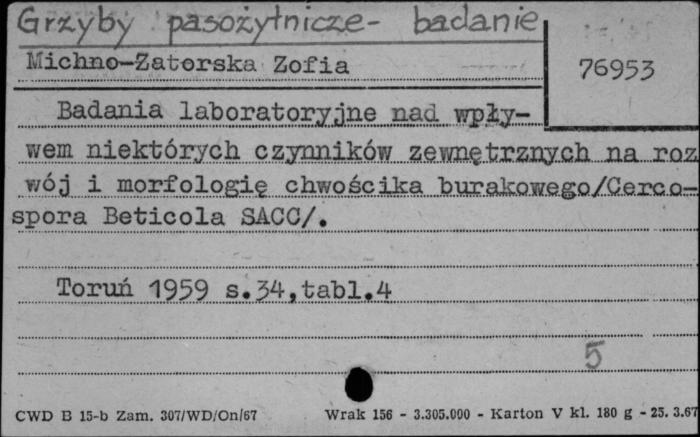 Grzyby pasożytnicze- badanie
Michno-Zatorska Zofia
76953
Badania laboratoryjne nad wpły-
wem niektórych czynników zewnętrznych na roz
wój i morfologię chwościka burakowego/Cerco-
spora Beticola SACC/.
Toruń 1959 s.34,tabl.4
5
CWD B 15-b Zam. 307/WD/On/67 Wrak 156 - 3.305.000 - Karton V kl. 180 g - 25. 3.67